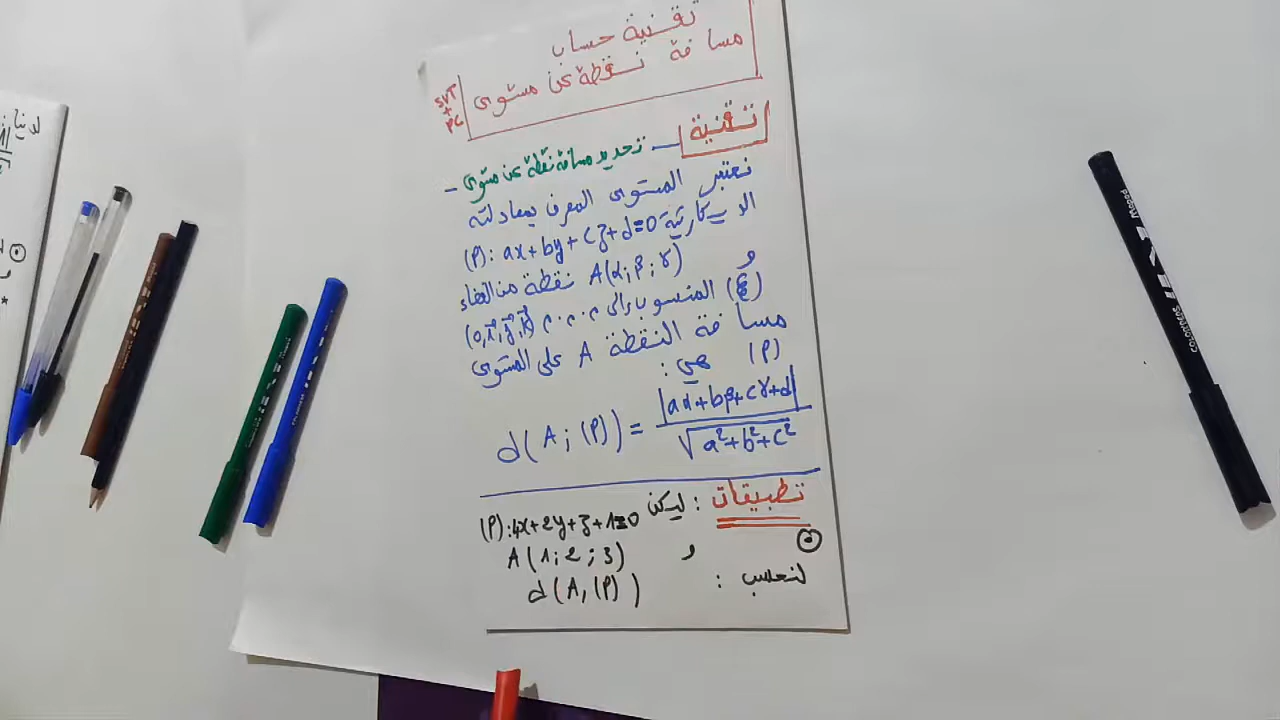 تقنية حساب
مسافة نقطة عن مستوى
SVT
+
PC
تقنية
- تحديد مسافة نقطة عن مستوى -
نعتبر المستوى المعرف بمعادلته
الديكارتية (P): ax+by+cz+d=0
و A(α;β;γ) نقطة من الفضاء
(ξ) المنسوب إلى م.م.م (0,i,j,k)
مسافة النقطة A على المستوى
(P) هي :
d(A;(P)) = |aα+bβ+cγ+d| / √a²+b²+c²
تطبيقات : ليكن (P): 4x+2y+z+1=0
و A(1;2;3)
لنحسب : d(A,(P))
لدينا